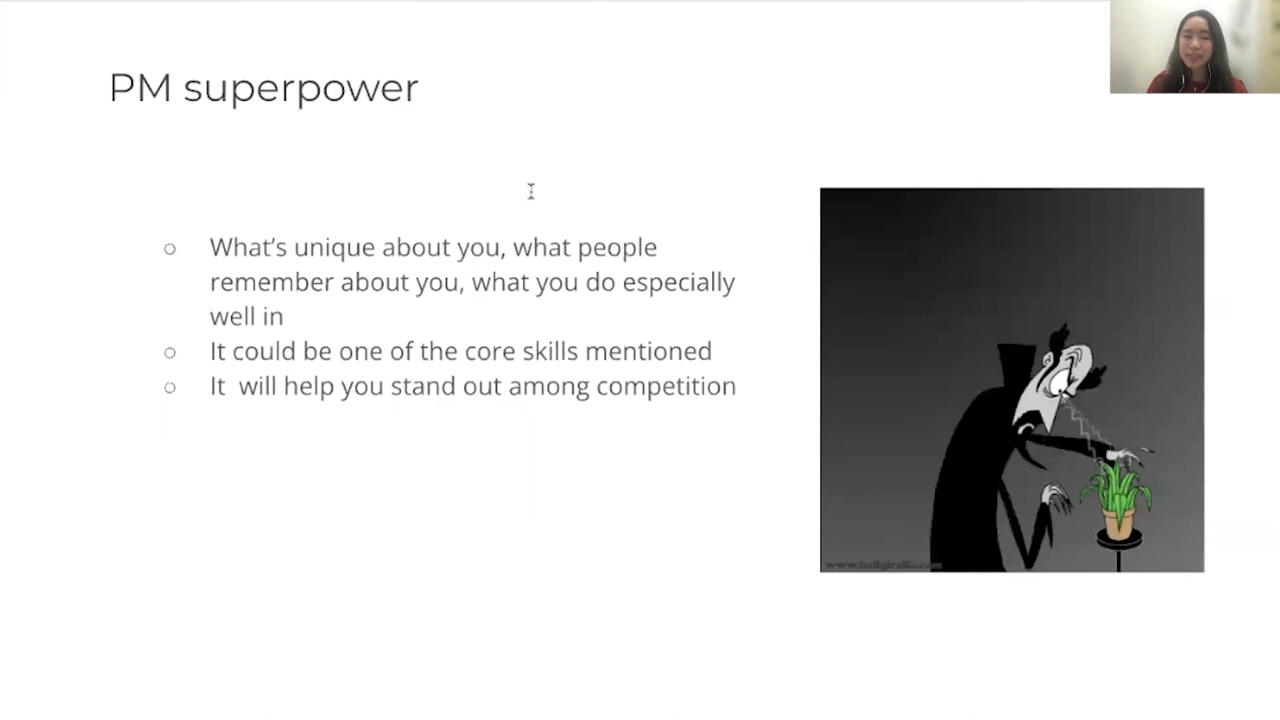 PM superpower
○ What's unique about you, what people
remember about you, what you do especially
well in
○ It could be one of the core skills mentioned
○ It  will help you stand out among competition